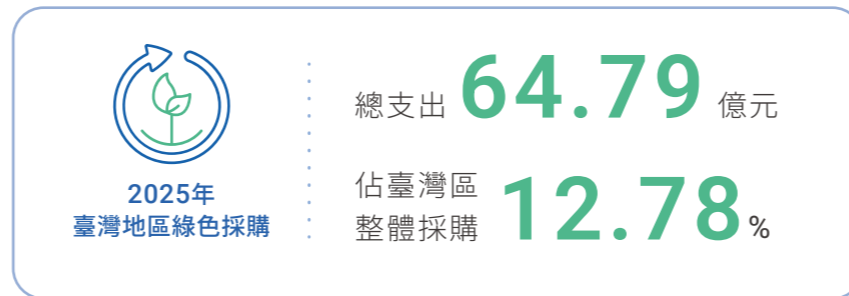 2025年
臺灣地區綠色採購
總支出 64.79 億元
佔臺灣區
整體採購 12.78%